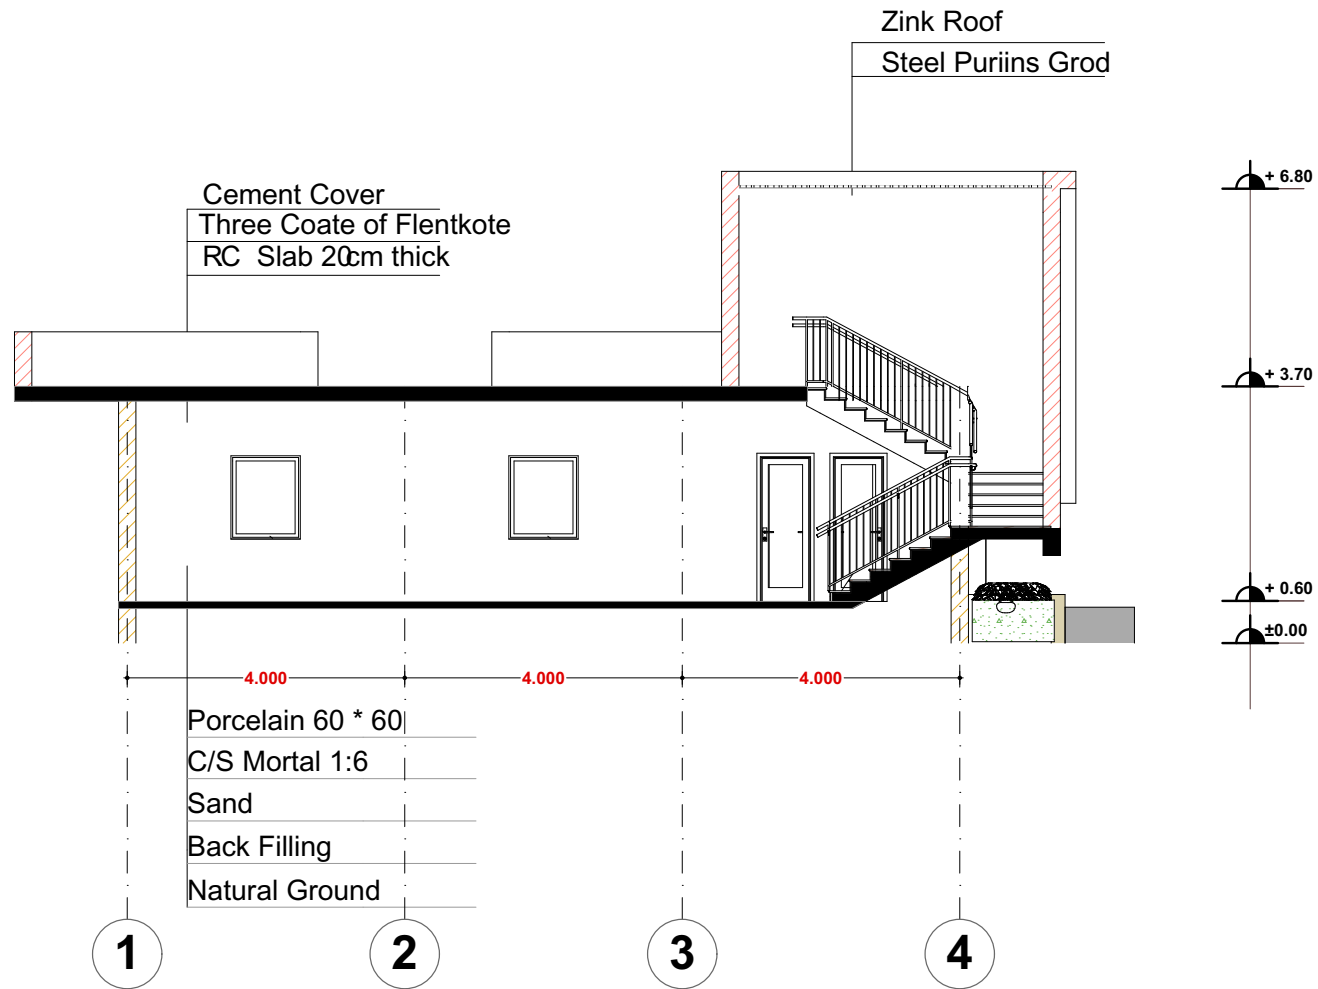 Zink Roof
Steel Puriins Grod
Cement Cover
Three Coate of Flentkote
RC Slab 20cm thick
+ 6.80
+ 3.70
+ 0.60
±0.00
4.000 4.000 4.000
Porcelain 60 * 60
C/S Mortal 1:6
Sand
Back Filling
Natural Ground
1 2 3 4